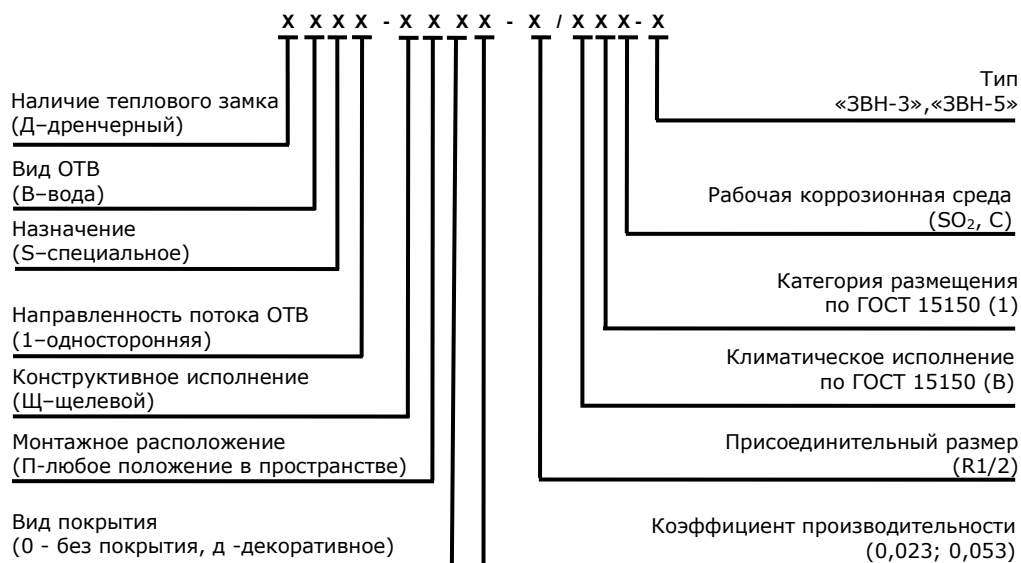 X X X X - X X X X - X / X X X - X
Наличие теплового замка
(Д–дренчерный)
Вид ОТВ
(В–вода)
Назначение
(S–специальное)
Направленность потока ОТВ
(1–односторонняя)
Конструктивное исполнение
(Щ–щелевой)
Монтажное расположение
(П-любое положение в пространстве)
Вид покрытия
(0 - без покрытия, д -декоративное)
Тип
«ЗВН-3»,«ЗВН-5»
Рабочая коррозионная среда
(SO₂, С)
Категория размещения
по ГОСТ 15150 (1)
Климатическое исполнение
по ГОСТ 15150 (В)
Присоединительный размер
(R1/2)
Коэффициент производительности
(0,023; 0,053)